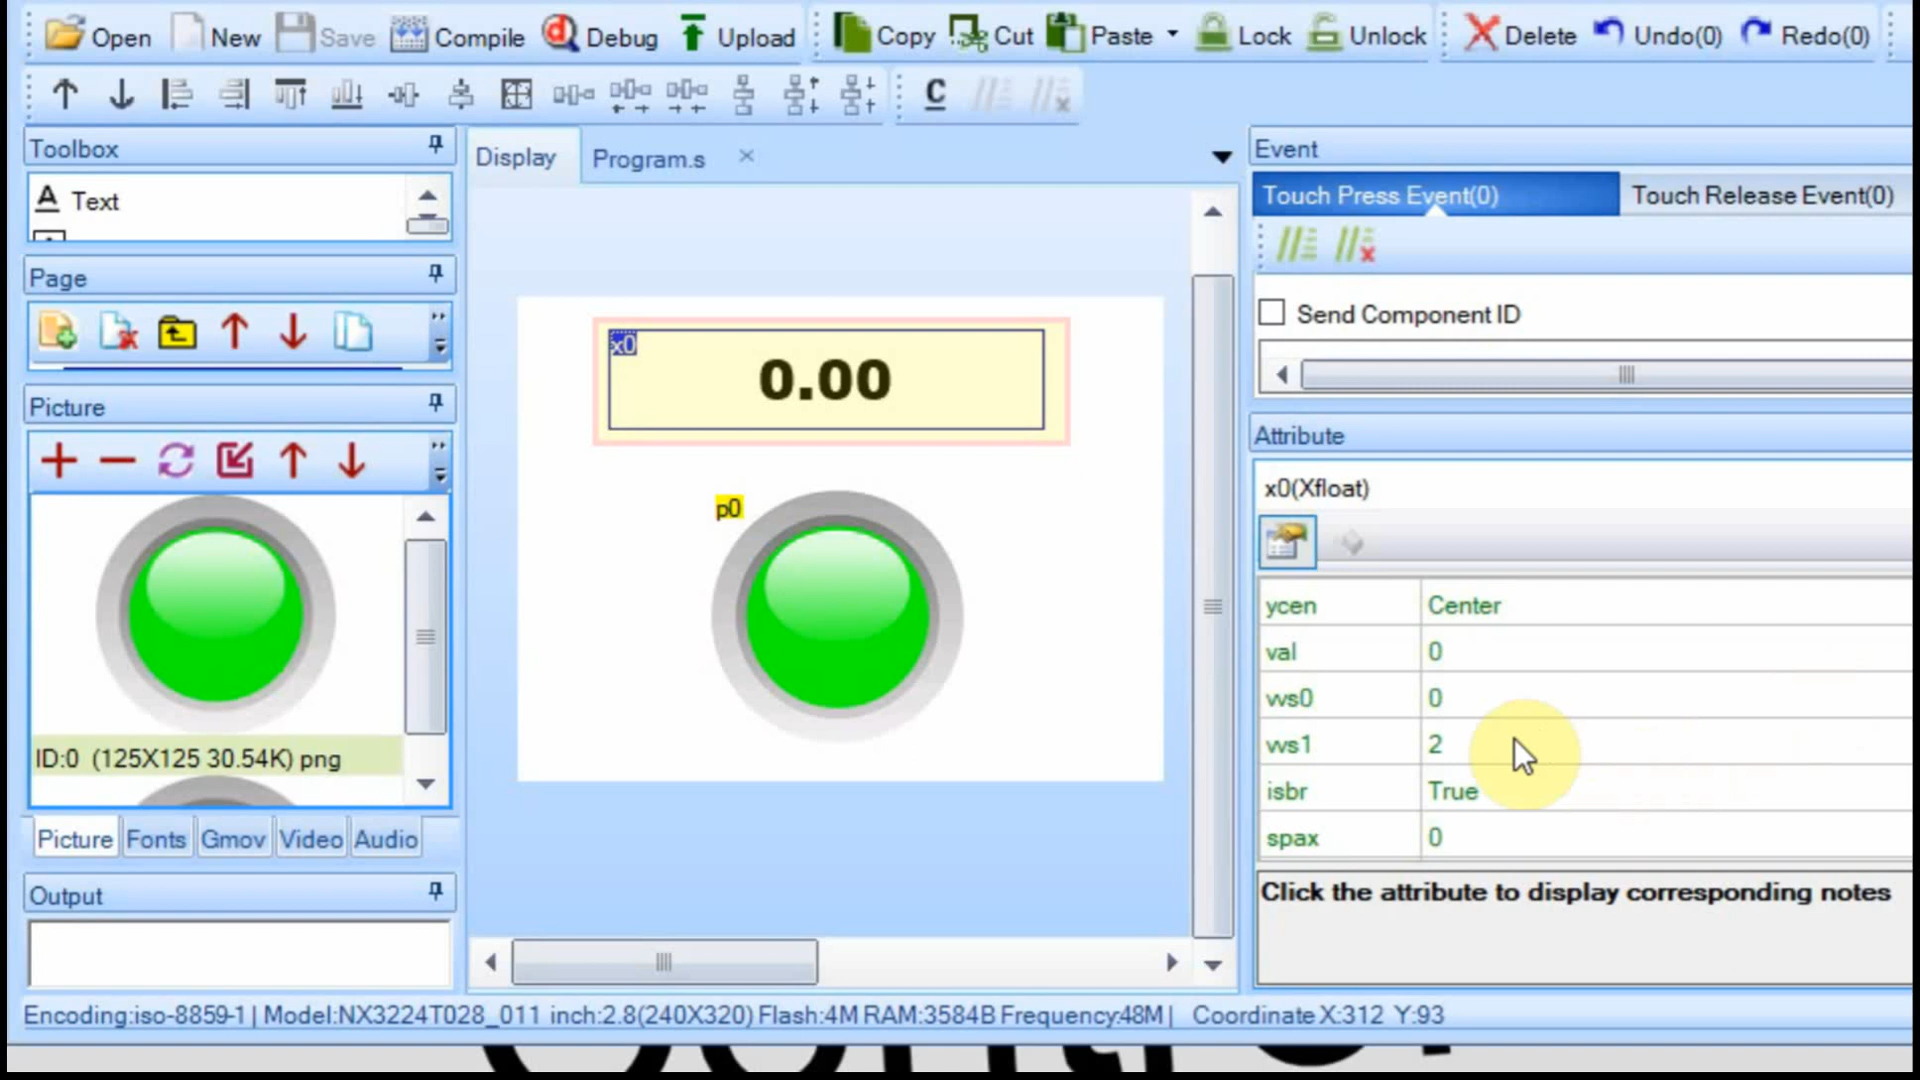 Open New Save Compile Debug Upload Copy Cut Paste Lock Unlock Delete Undo(0) Redo(0)
C
Toolbox
A Text
Page
Picture
ID:0 (125X125 30.54K) png
Picture Fonts Gmov Video Audio
Output
Display Program.s
x0
0.00
p0
Event
Touch Press Event(0) Touch Release Event(0)
Send Component ID
Attribute
x0(Xfloat)
ycen Center
val 0
vvs0 0
vvs1 2
isbr True
spax 0
Click the attribute to display corresponding notes
Encoding:iso-8859-1 | Model:NX3224T028_011 inch:2.8(240X320) Flash:4M RAM:3584B Frequency:48M | Coordinate X:312 Y:93